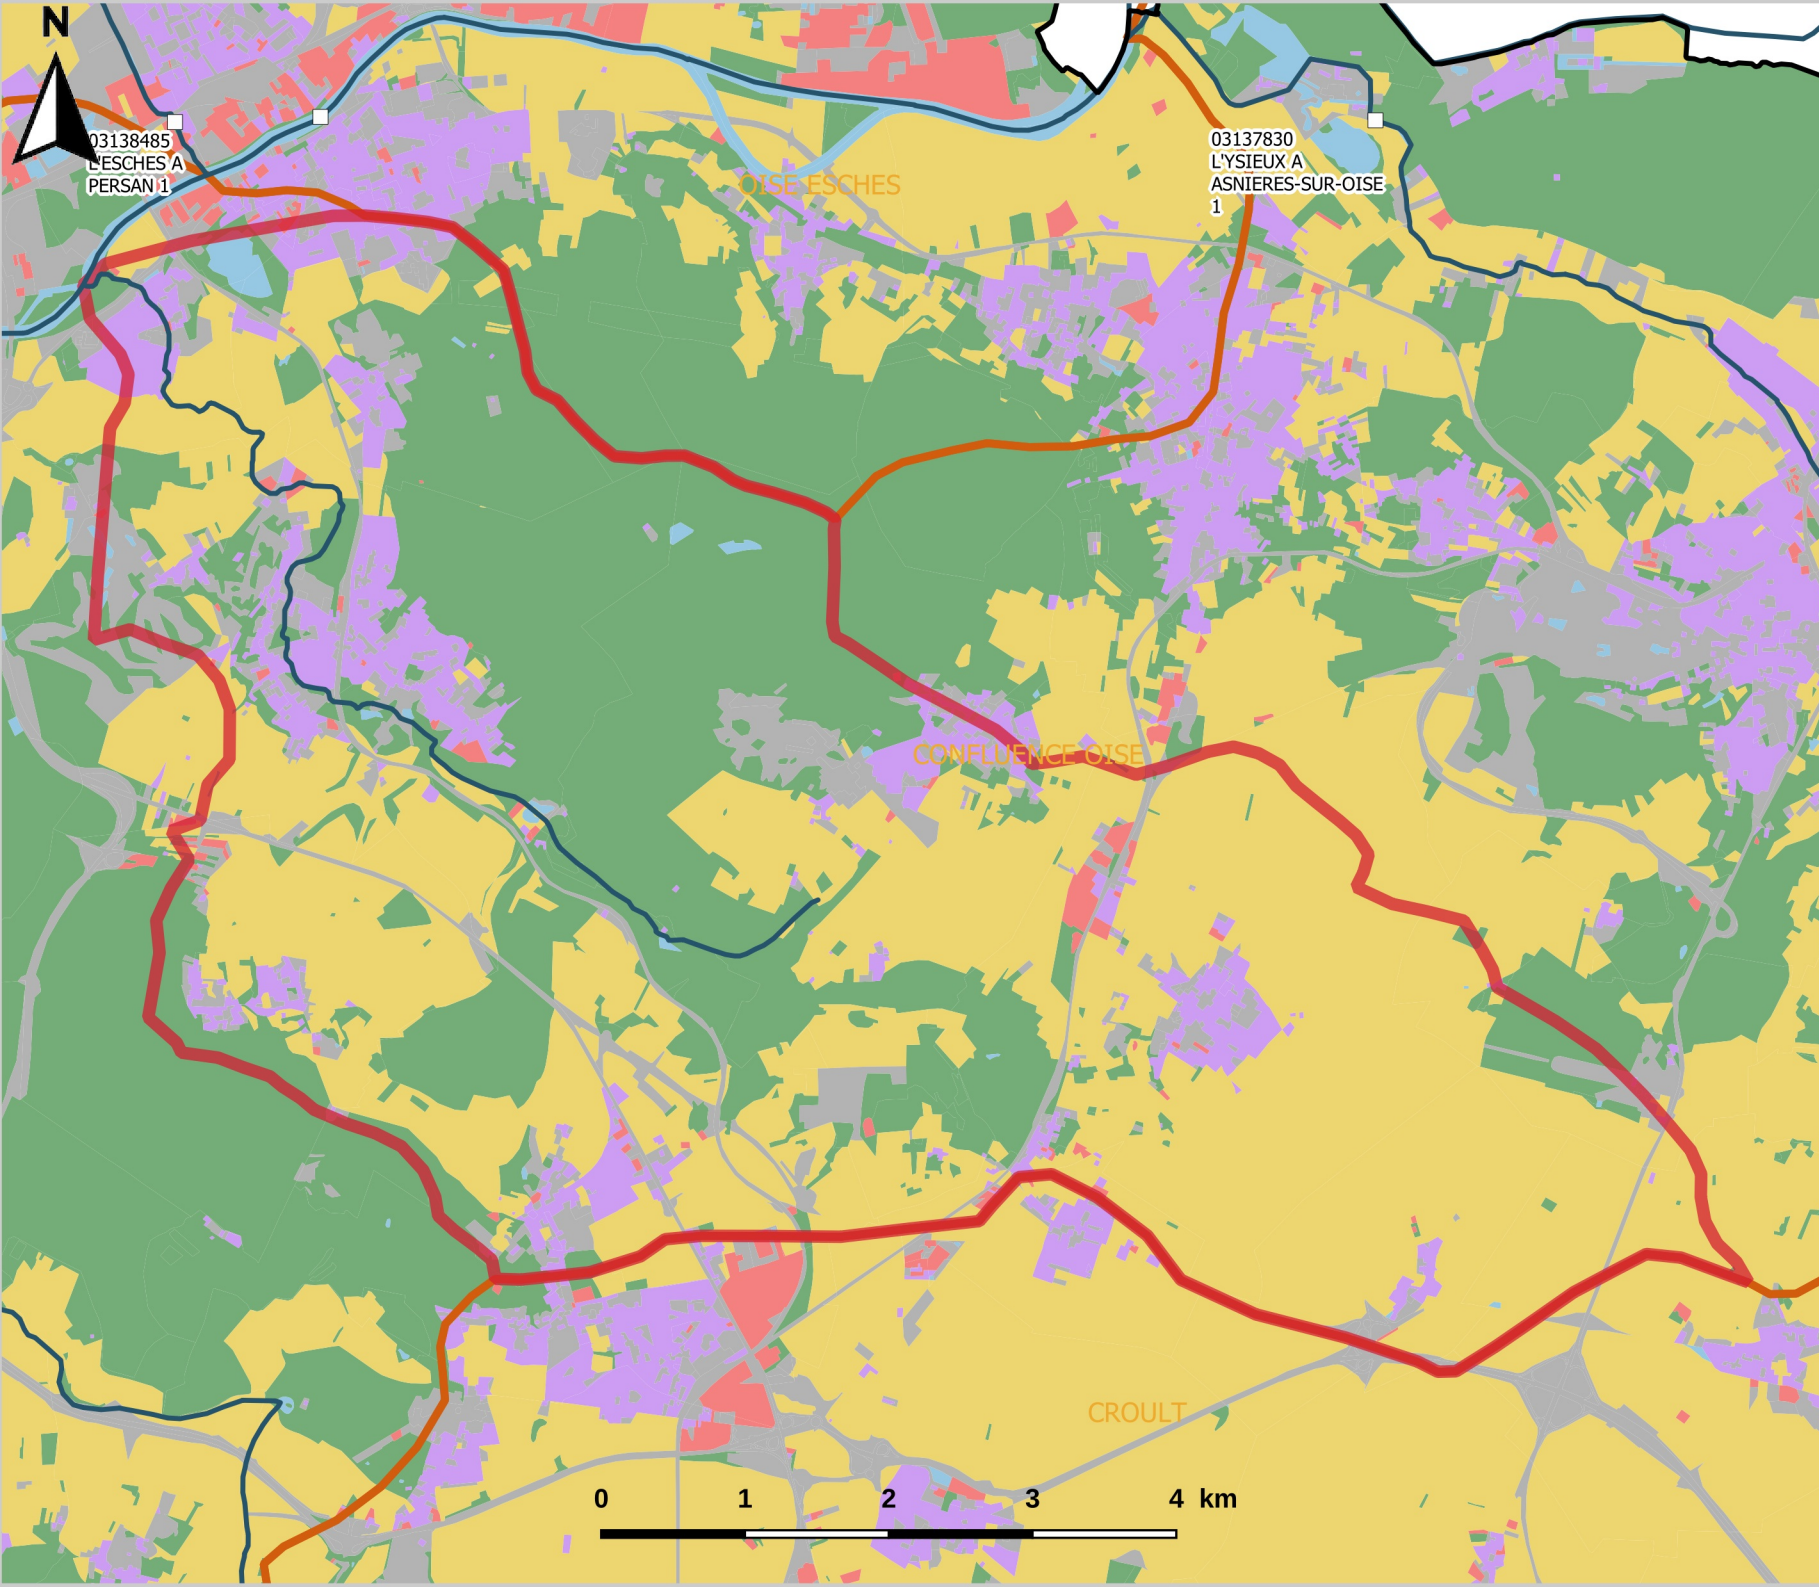 N
03138485
L'ESCHES A
PERSAN 1
03137830
L'YSIEUX A
ASNIERES-SUR-OISE
1
OISE ESCHES
CONFLUENCE OISE
CROULT
0 1 2 3 4 km